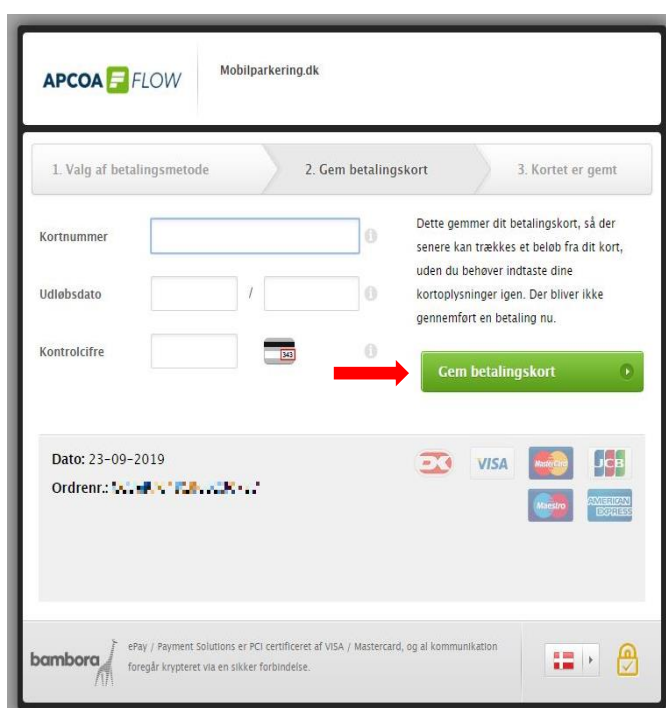 APCOA FLOW
Mobilparkering.dk
1. Valg af betalingsmetode
2. Gem betalingskort
3. Kortet er gemt
Kortnummer
Udløbsdato /
Kontrolcifre
343
Dette gemmer dit betalingskort, så der
senere kan trækkes et beløb fra dit kort,
uden du behøver indtaste dine
kortoplysninger igen. Der bliver ikke
gennemført en betaling nu.
Gem betalingskort
Dato: 23-09-2019
Ordrenr.:
VISA
MasterCard
JCB
Maestro
AMERICAN
EXPRESS
bambora
ePay / Payment Solutions er PCI certificeret af VISA / Mastercard, og al kommunikation
foregår krypteret via en sikker forbindelse.